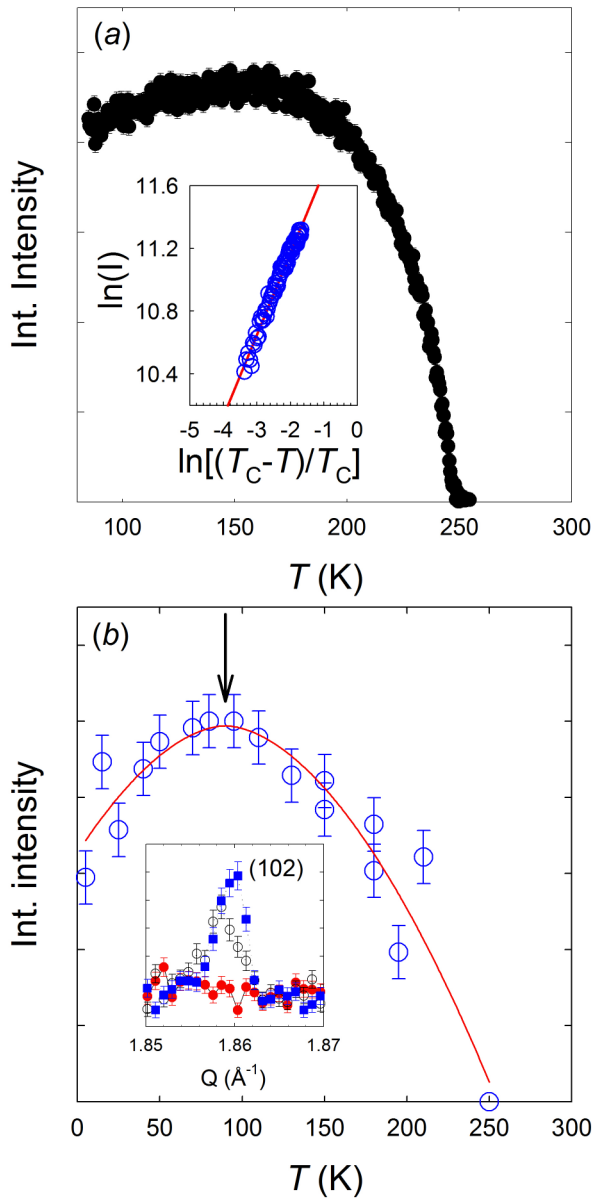 (a)
Int. Intensity
11.6
11.2
10.8
10.4
ln(I)
-5 -4 -3 -2 -1 0
ln[(T_C-T)/T_C]
100 150 200 250 300
T (K)
(b)
Int. intensity
(102)
1.85 1.86 1.87
Q (Å⁻¹)
0 50 100 150 200 250 300
T (K)